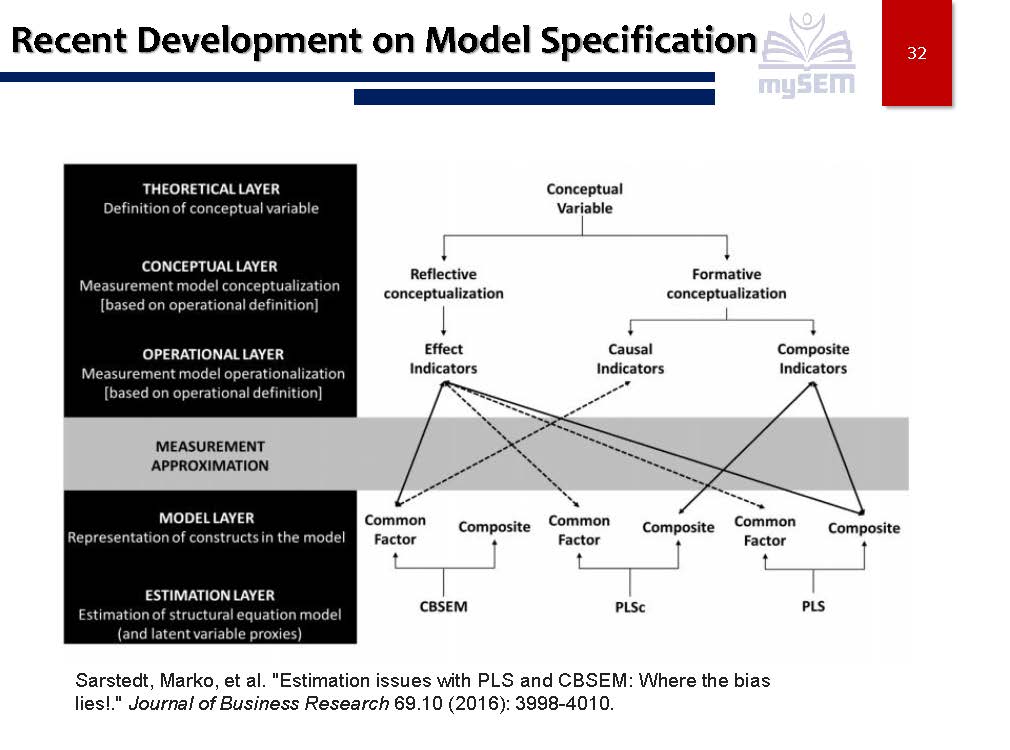 Recent Development on Model Specification
mySEM
32
THEORETICAL LAYER
Definition of conceptual variable
Conceptual
Variable
CONCEPTUAL LAYER
Measurement model conceptualization
[based on operational definition]
Reflective
conceptualization
Formative
conceptualization
OPERATIONAL LAYER
Measurement model operationalization
[based on operational definition]
Effect
Indicators
Causal
Indicators
Composite
Indicators
MEASUREMENT
APPROXIMATION
MODEL LAYER
Representation of constructs in the model
Common
Factor
Composite
Common
Factor
Composite
Common
Factor
Composite
ESTIMATION LAYER
Estimation of structural equation model
(and latent variable proxies)
CBSEM
PLSc
PLS
Sarstedt, Marko, et al. "Estimation issues with PLS and CBSEM: Where the bias
lies!." Journal of Business Research 69.10 (2016): 3998-4010.